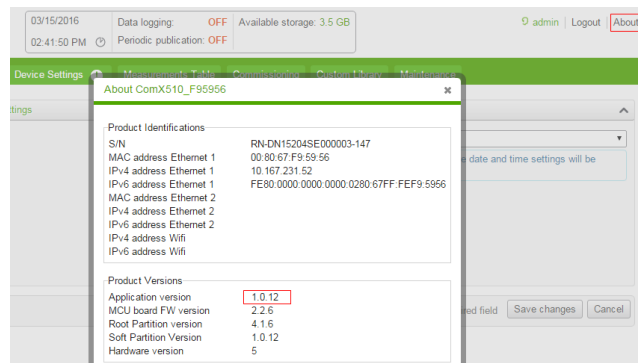 03/15/2016
Data logging: OFF
Available storage: 3.5 GB
admin | Logout | About
02:41:50 PM
Periodic publication: OFF
Device Settings
Measurements Table
Commissioning
Custom Library
Maintenance
ttings
About ComX510_F95956
Product Identifications
S/N RN-DN15204SE000003-147
MAC address Ethernet 1 00:80:67:F9:59:56
IPv4 address Ethernet 1 10.167.231.52
e date and time settings will be
IPv6 address Ethernet 1 FE80:0000:0000:0000:0280:67FF:FEF9:5956
MAC address Ethernet 2
IPv4 address Ethernet 2
IPv6 address Ethernet 2
IPv4 address Wifi
IPv6 address Wifi
Product Versions
Application version 1.0.12
MCU board FW version 2.2.6
red field Save changes Cancel
Root Partition version 4.1.6
Soft Partition Version 1.0.12
Hardware version 5